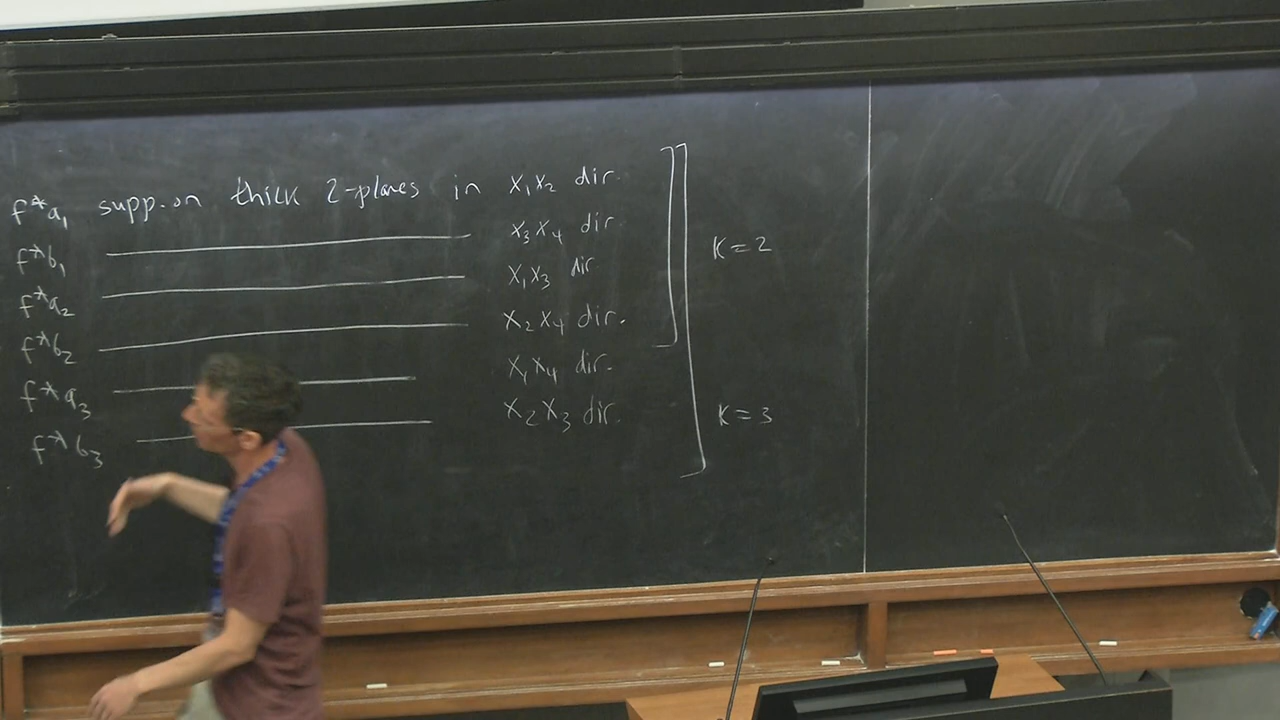 f*a₁ supp. on thick 2-planes in x₁x₂ dir.
f*b₁ ———— x₃x₄ dir.
f*a₂ ———— x₁x₃ dir
f*b₂ ———— x₂x₄ dir.
f*a₃ ———— x₁x₄ dir.
f*b₃ ———— x₂x₃ dir.
K=2
K=3